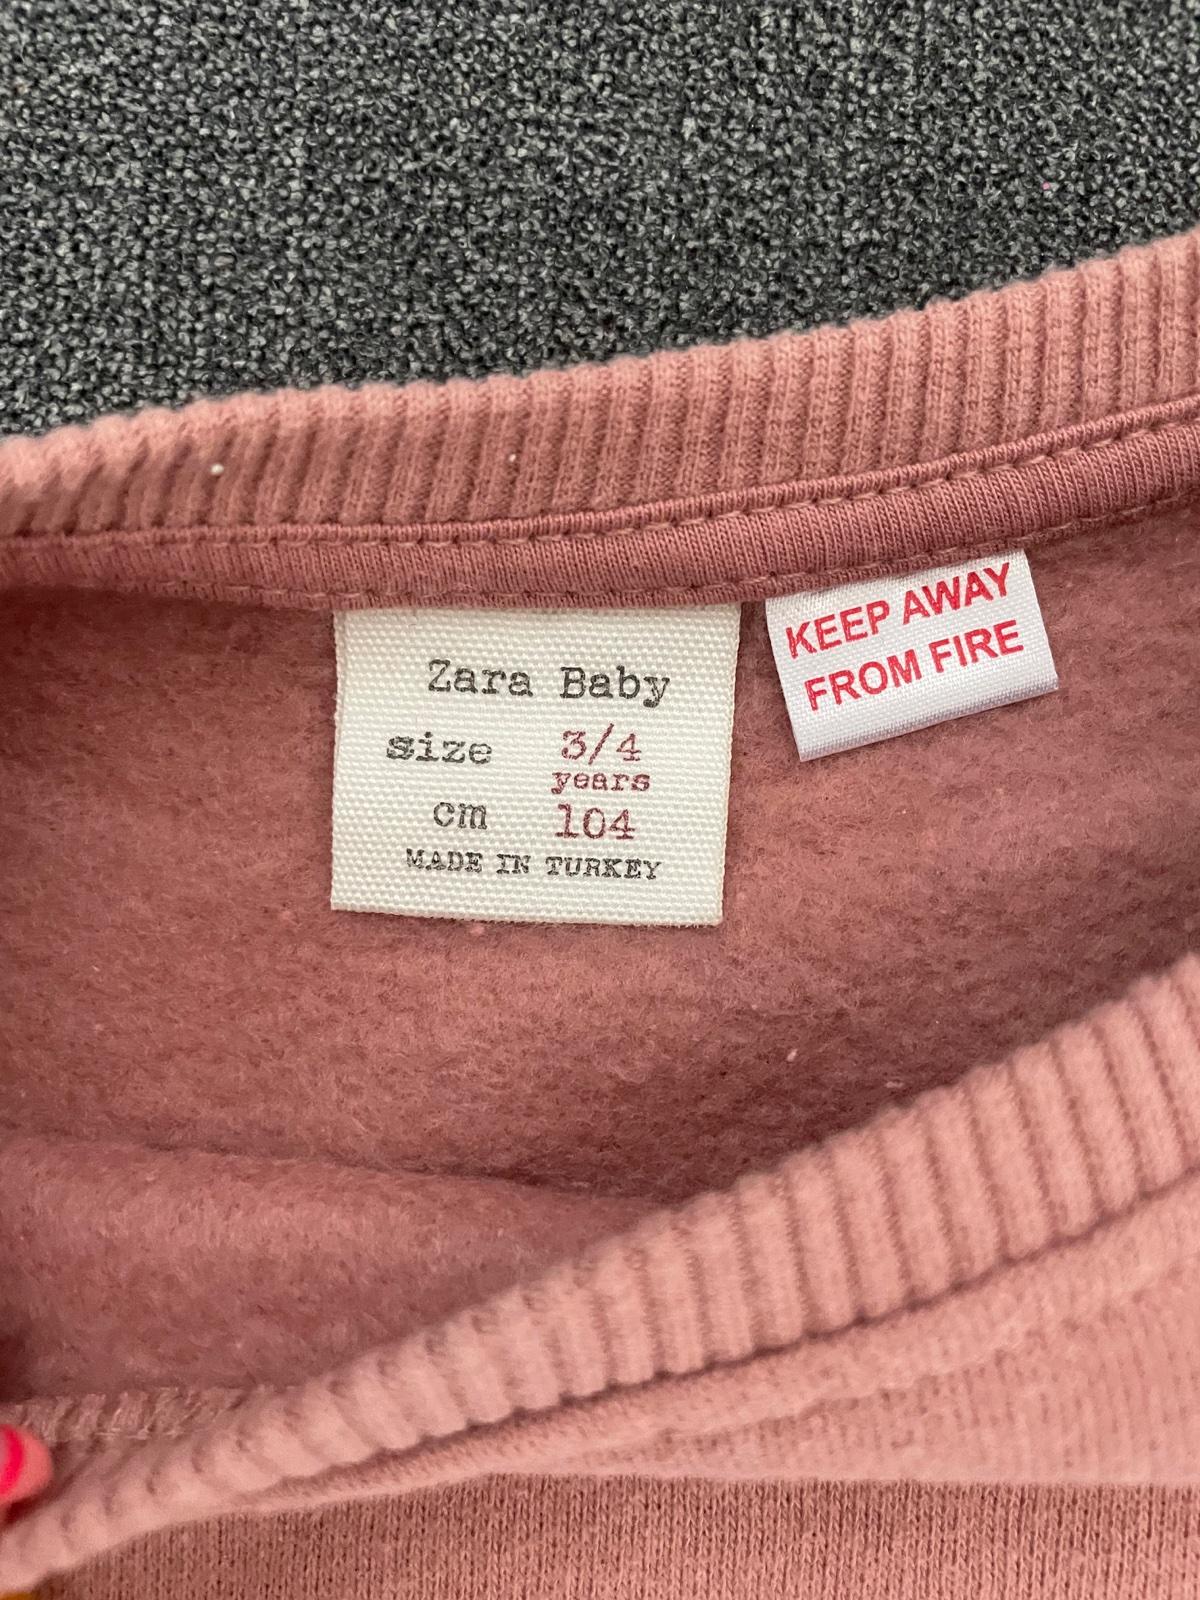 Zara Baby
size 3/4
years
cm 104
MADE IN TURKEY
KEEP AWAY
FROM FIRE